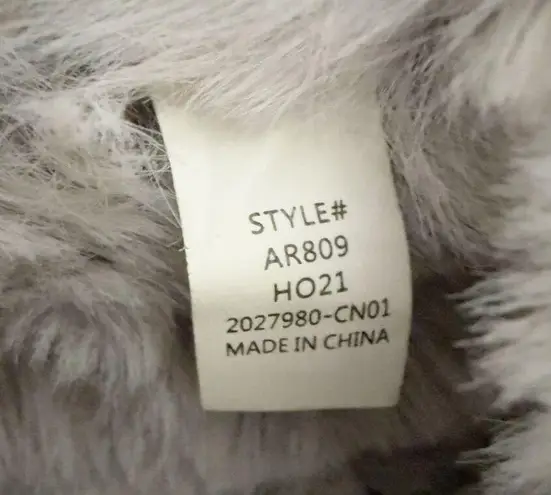 STYLE#
AR809
HO21
2027980-CN01
MADE IN CHINA